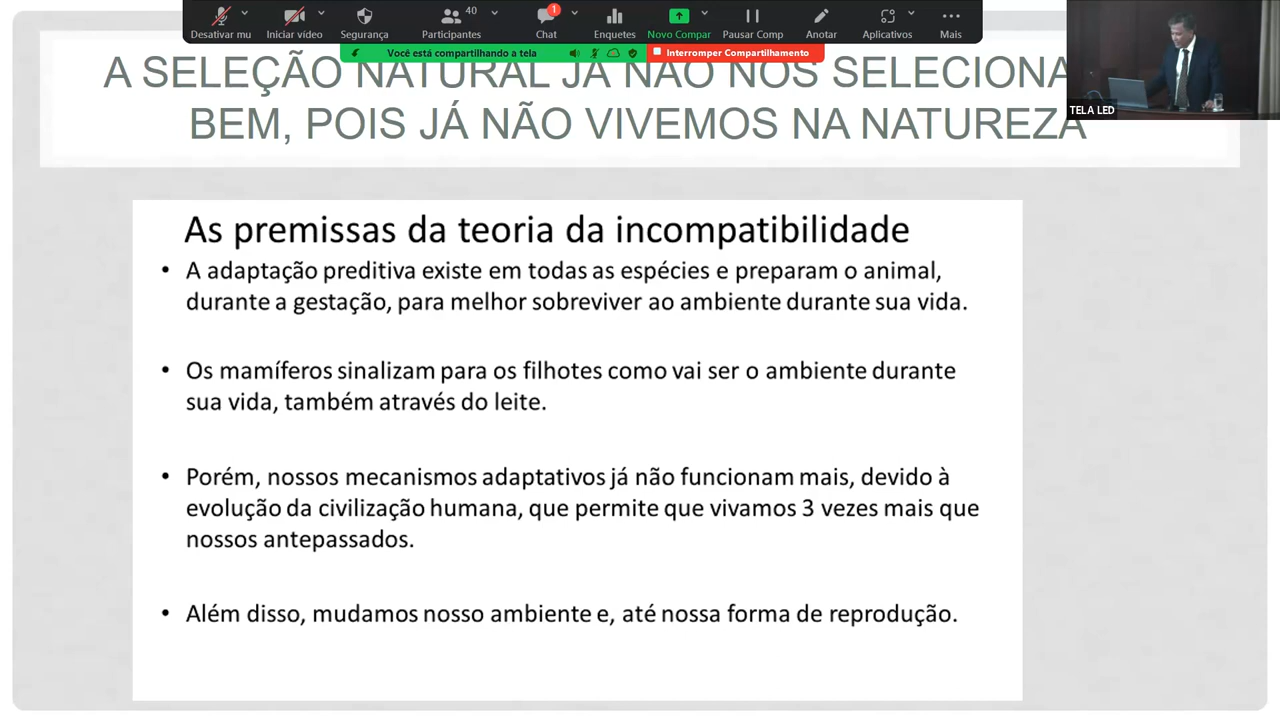 40
1
Desativar mu
Iniciar vídeo
Segurança
Participantes
Chat
Enquetes
Novo Compar
Pausar Comp
Anotar
Aplicativos
Mais
Você está compartilhando a tela
Interromper Compartilhamento
TELA LED
A SELEÇÃO NATURAL JÁ NÃO NOS SELECIONA
BEM, POIS JÁ NÃO VIVEMOS NA NATUREZA
As premissas da teoria da incompatibilidade
• A adaptação preditiva existe em todas as espécies e preparam o animal,
durante a gestação, para melhor sobreviver ao ambiente durante sua vida.
• Os mamíferos sinalizam para os filhotes como vai ser o ambiente durante
sua vida, também através do leite.
• Porém, nossos mecanismos adaptativos já não funcionam mais, devido à
evolução da civilização humana, que permite que vivamos 3 vezes mais que
nossos antepassados.
• Além disso, mudamos nosso ambiente e, até nossa forma de reprodução.